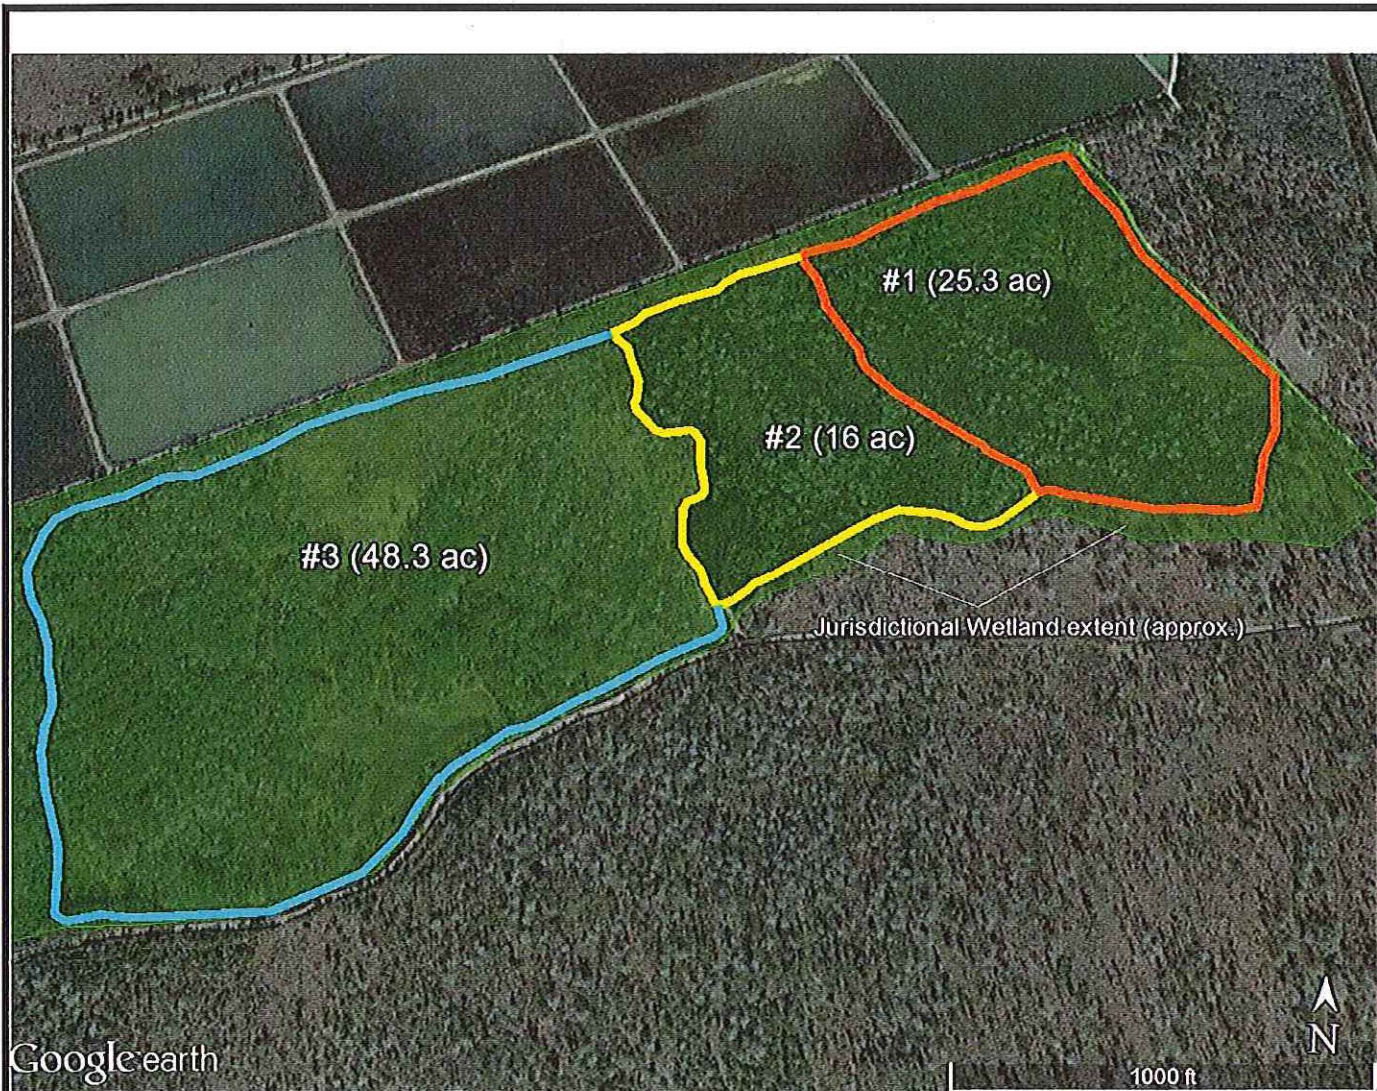 #1 (25.3 ac)
#2 (16 ac)
#3 (48.3 ac)
Jurisdictional Wetland extent (approx.)
N
Google earth
1000 ft